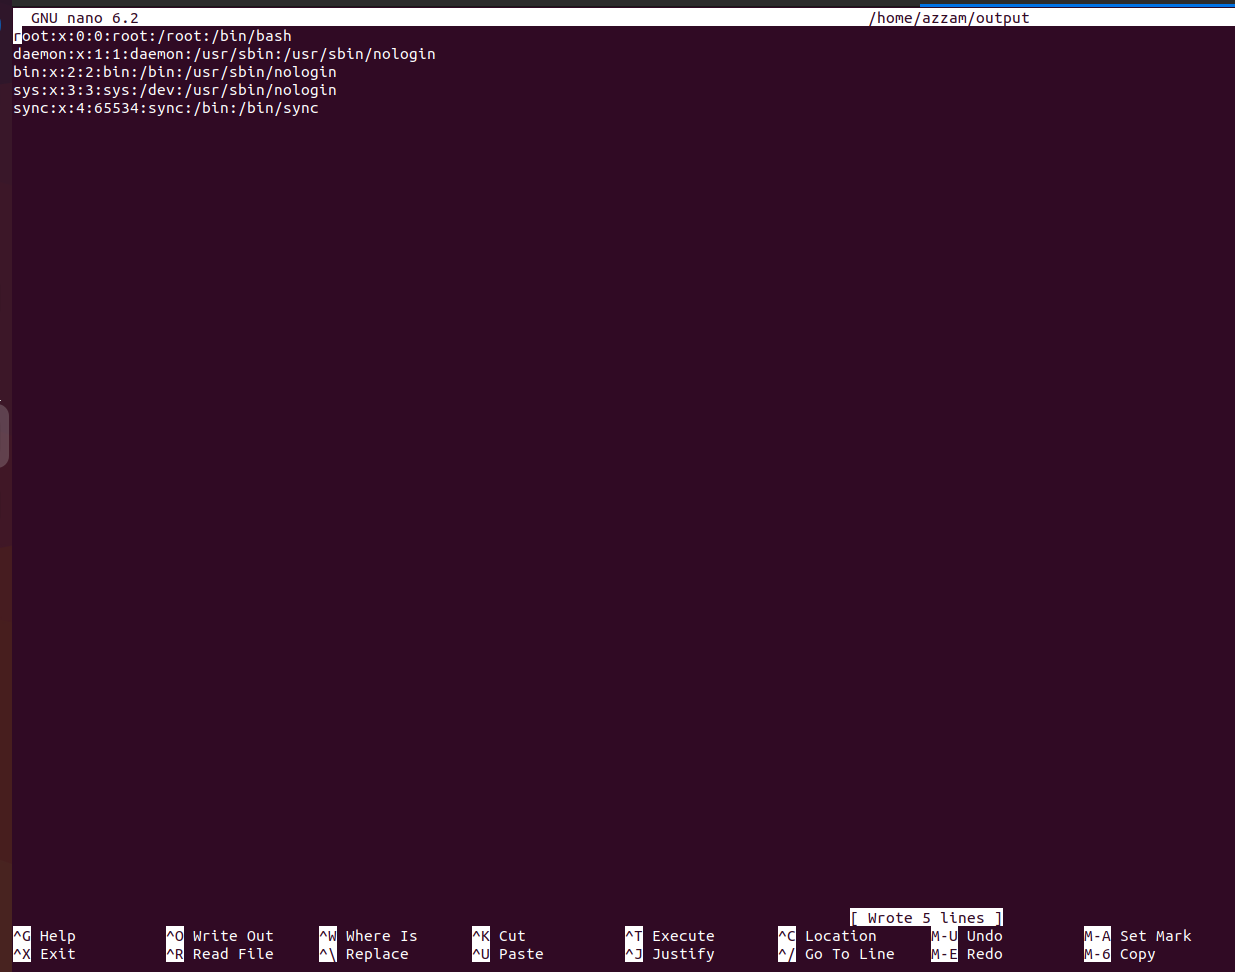 GNU nano 6.2 /home/azzam/output
root:x:0:0:root:/root:/bin/bash
daemon:x:1:1:daemon:/usr/sbin:/usr/sbin/nologin
bin:x:2:2:bin:/bin:/usr/sbin/nologin
sys:x:3:3:sys:/dev:/usr/sbin/nologin
sync:x:4:65534:sync:/bin:/bin/sync
[ Wrote 5 lines ]
^G Help ^O Write Out ^W Where Is ^K Cut ^T Execute ^C Location M-U Undo M-A Set Mark
^X Exit ^R Read File ^\ Replace ^U Paste ^J Justify ^/ Go To Line M-E Redo M-6 Copy